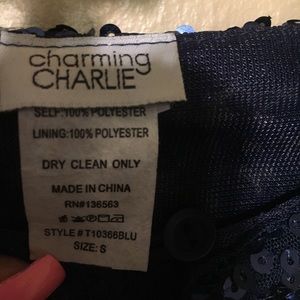 charming
CHARLIE
SELF:100% POLYESTER
LINING:100% POLYESTER
DRY CLEAN ONLY
MADE IN CHINA
RN#136563
STYLE#T10366BLU
SIZE: S